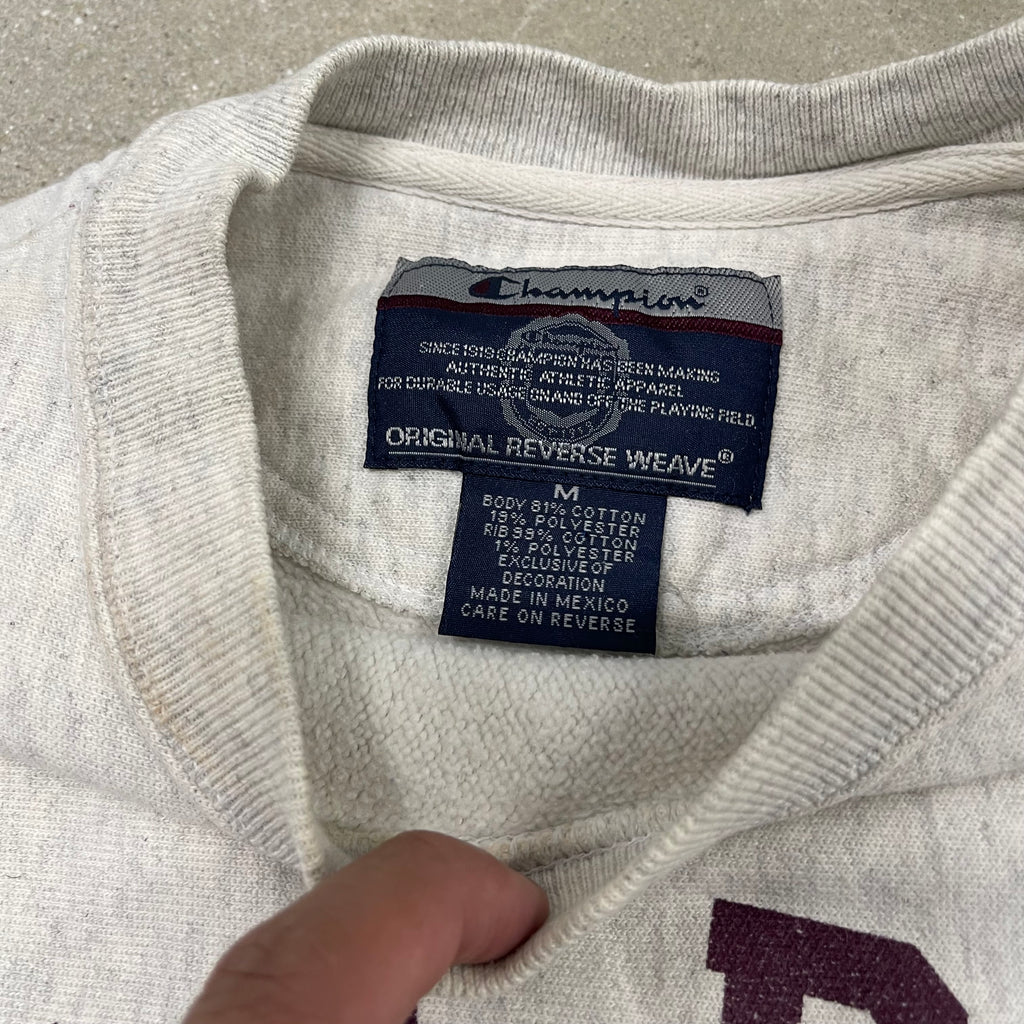 Champion®
SINCE 1919 CHAMPION HAS BEEN MAKING
AUTHENTIC ATHLETIC APPAREL
FOR DURABLE USAGE ON AND OFF THE PLAYING FIELD.
ORIGINAL REVERSE WEAVE®
M
BODY 81% COTTON
19% POLYESTER
RIB 99% COTTON
1% POLYESTER
EXCLUSIVE OF
DECORATION
MADE IN MEXICO
CARE ON REVERSE